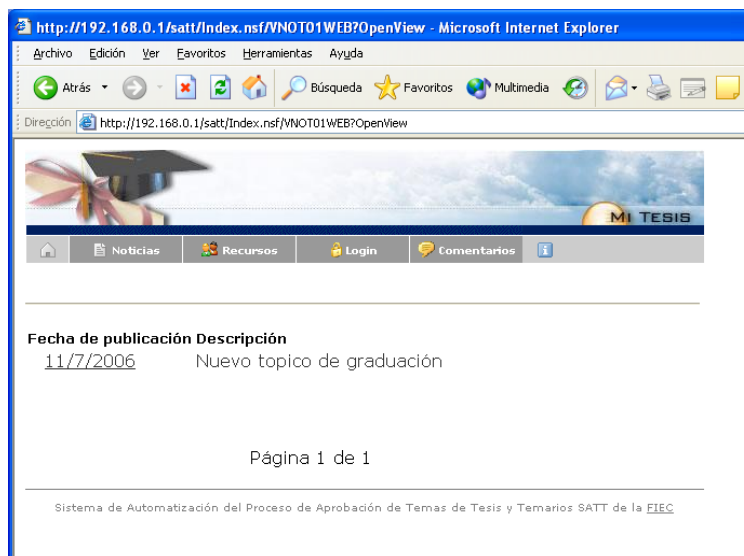 http://192.168.0.1/satt/Index.nsf/VNOT01WEB?OpenView - Microsoft Internet Explorer
Archivo Edición Ver Favoritos Herramientas Ayuda
Atrás Búsqueda Favoritos Multimedia
Dirección http://192.168.0.1/satt/Index.nsf/VNOT01WEB?OpenView
MI TESIS
Noticias Recursos Login Comentarios
Fecha de publicación Descripción
11/7/2006 Nuevo topico de graduación
Página 1 de 1
Sistema de Automatización del Proceso de Aprobación de Temas de Tesis y Temarios SATT de la FIEC